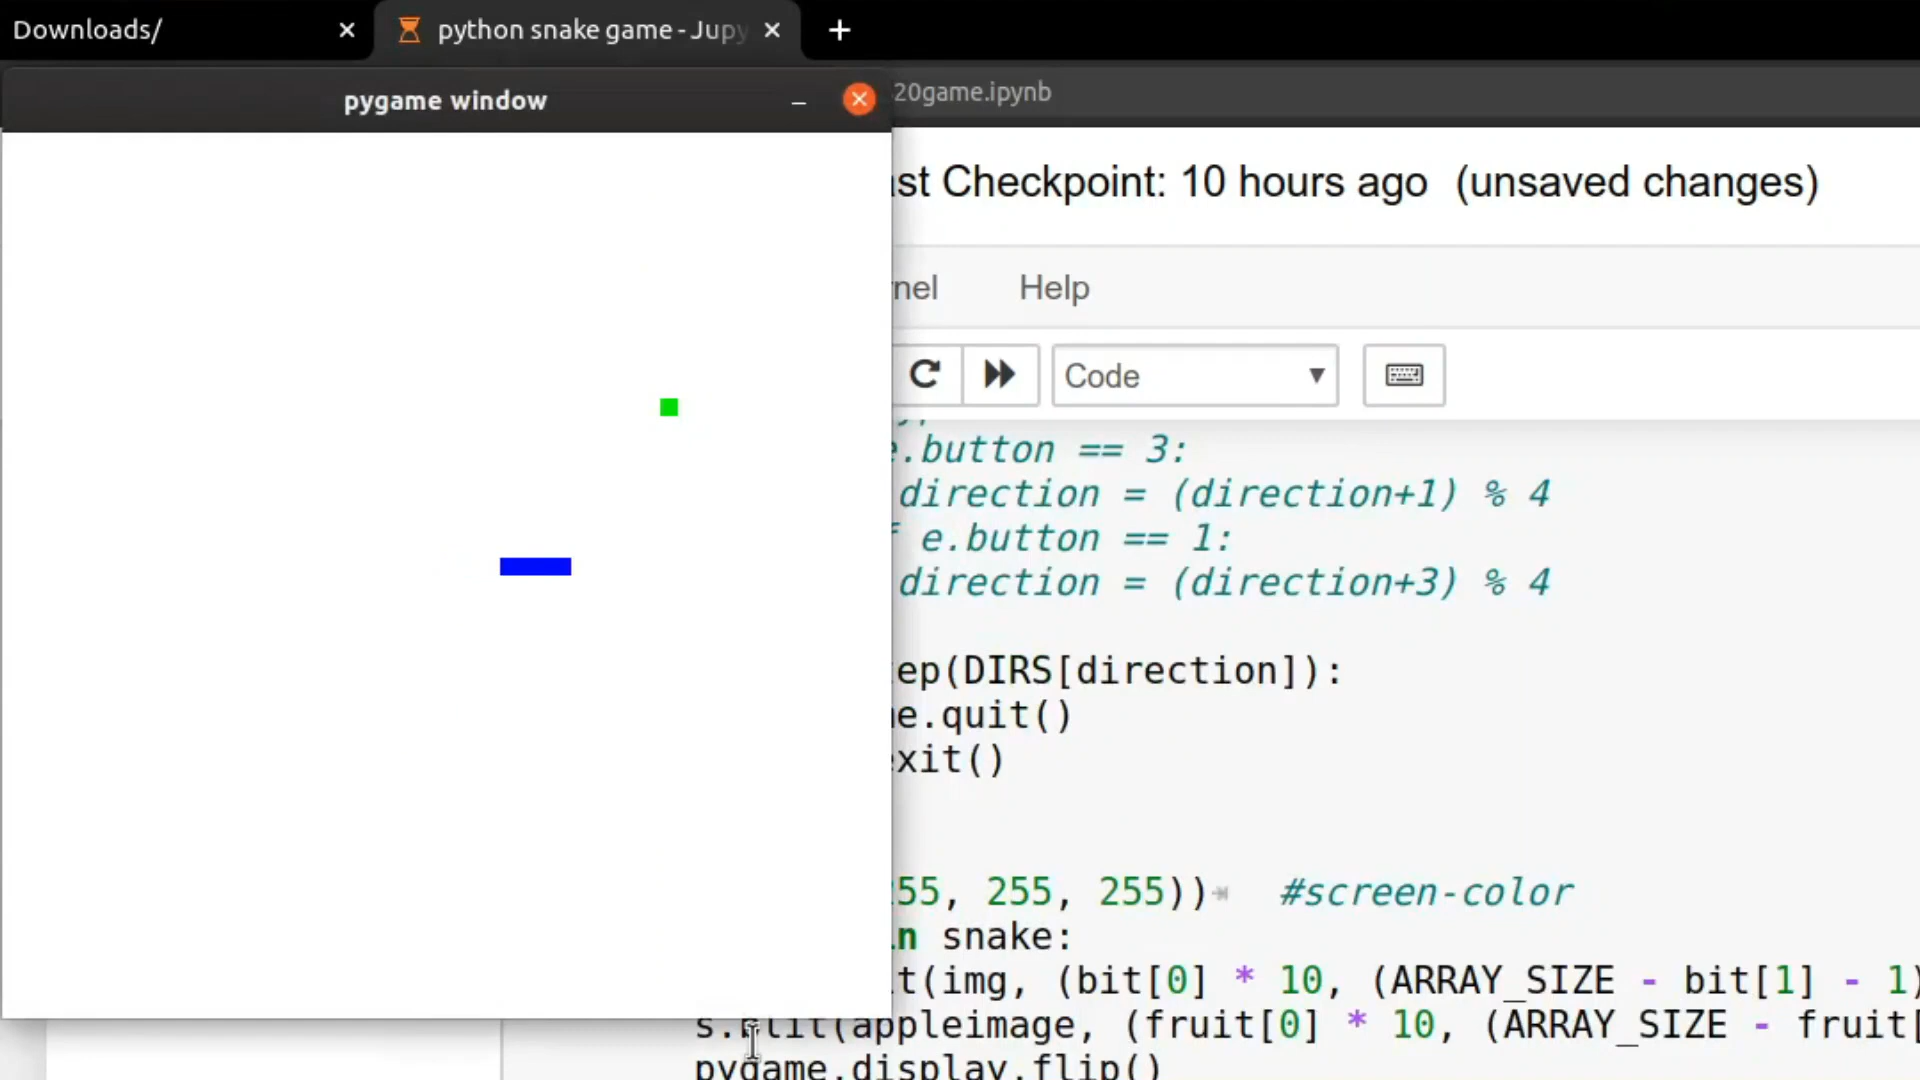 Downloads/
python snake game - Jupy
pygame window
20game.ipynb
st Checkpoint: 10 hours ago (unsaved changes)
nel Help
Code
e.button == 3:
direction = (direction+1) % 4
f e.button == 1:
direction = (direction+3) % 4
ep(DIRS[direction]):
e.quit()
exit()
55, 255, 255)) #screen-color
in snake:
t(img, (bit[0] * 10, (ARRAY_SIZE - bit[1] - 1)
s.blit(appleimage, (fruit[0] * 10, (ARRAY_SIZE - fruit[
pygame.display.flip()